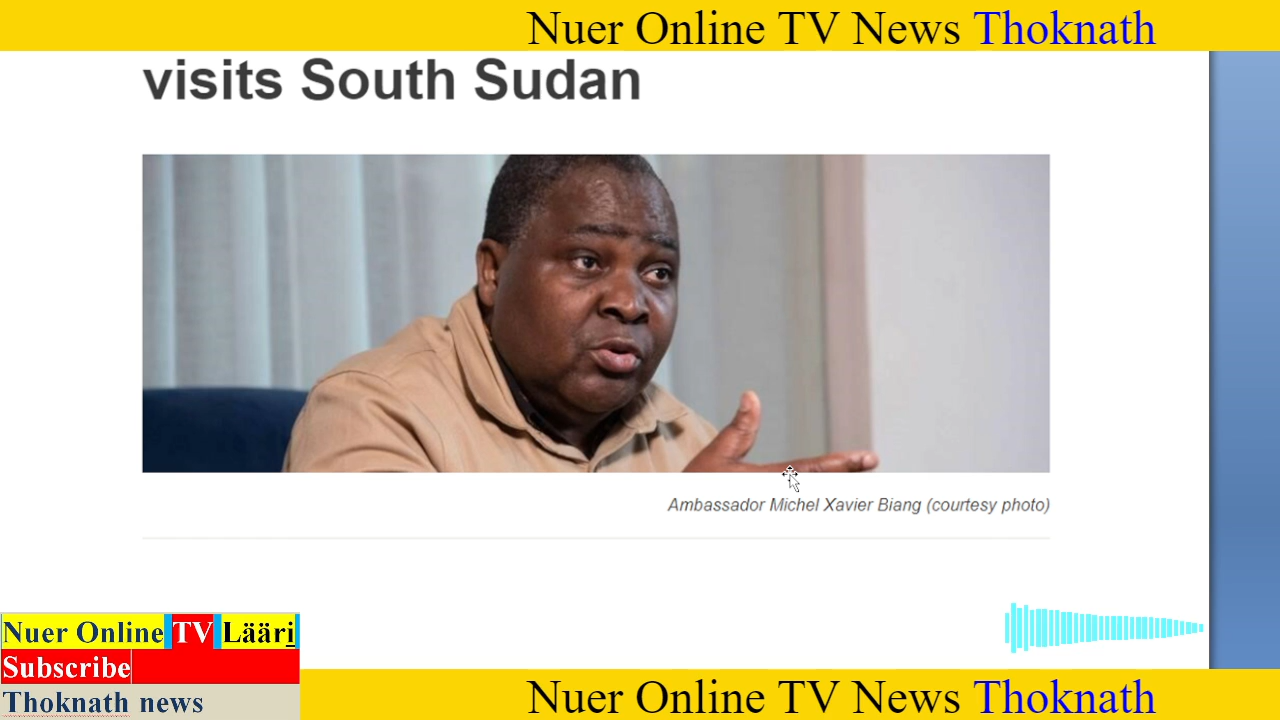 Nuer Online TV News Thoknath
visits South Sudan
Ambassador Michel Xavier Biang (courtesy photo)
Nuer Online TV Lääri̲
Subscribe
Thoknath news
Nuer Online TV News Thoknath